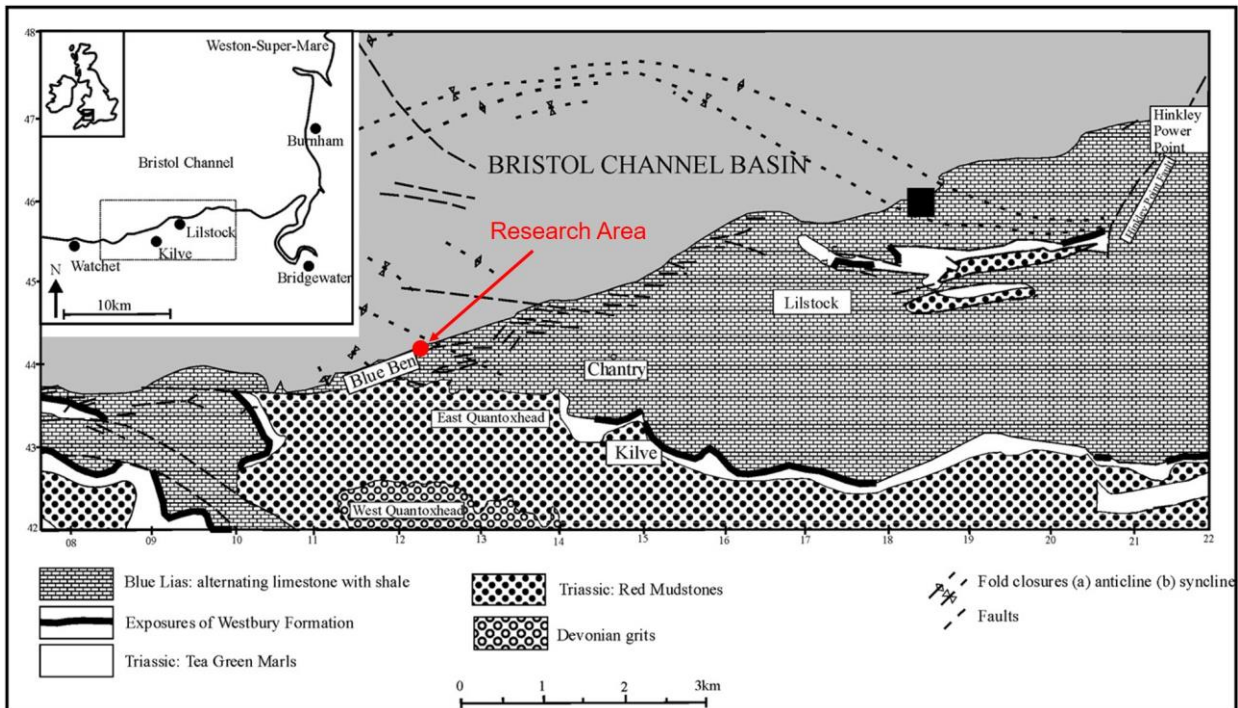 48
47
46
45
44
43
42
Weston-Super-Mare
Burnham
Bristol Channel
Lilstock
Kilve
Watchet
Bridgewater
N
10km
BRISTOL CHANNEL BASIN
Research Area
Hinkley
Power
Point
Hinkley Point Fault
Lilstock
Blue Ben
Chantry
East Quantoxhead
Kilve
West Quantoxhead
08 09 10 11 12 13 14 15 16 17 18 19 20 21 22
Blue Lias: alternating limestone with shale
Exposures of Westbury Formation
Triassic: Tea Green Marls
Triassic: Red Mudstones
Devonian grits
Fold closures (a) anticline (b) syncline
Faults
0 1 2 3km